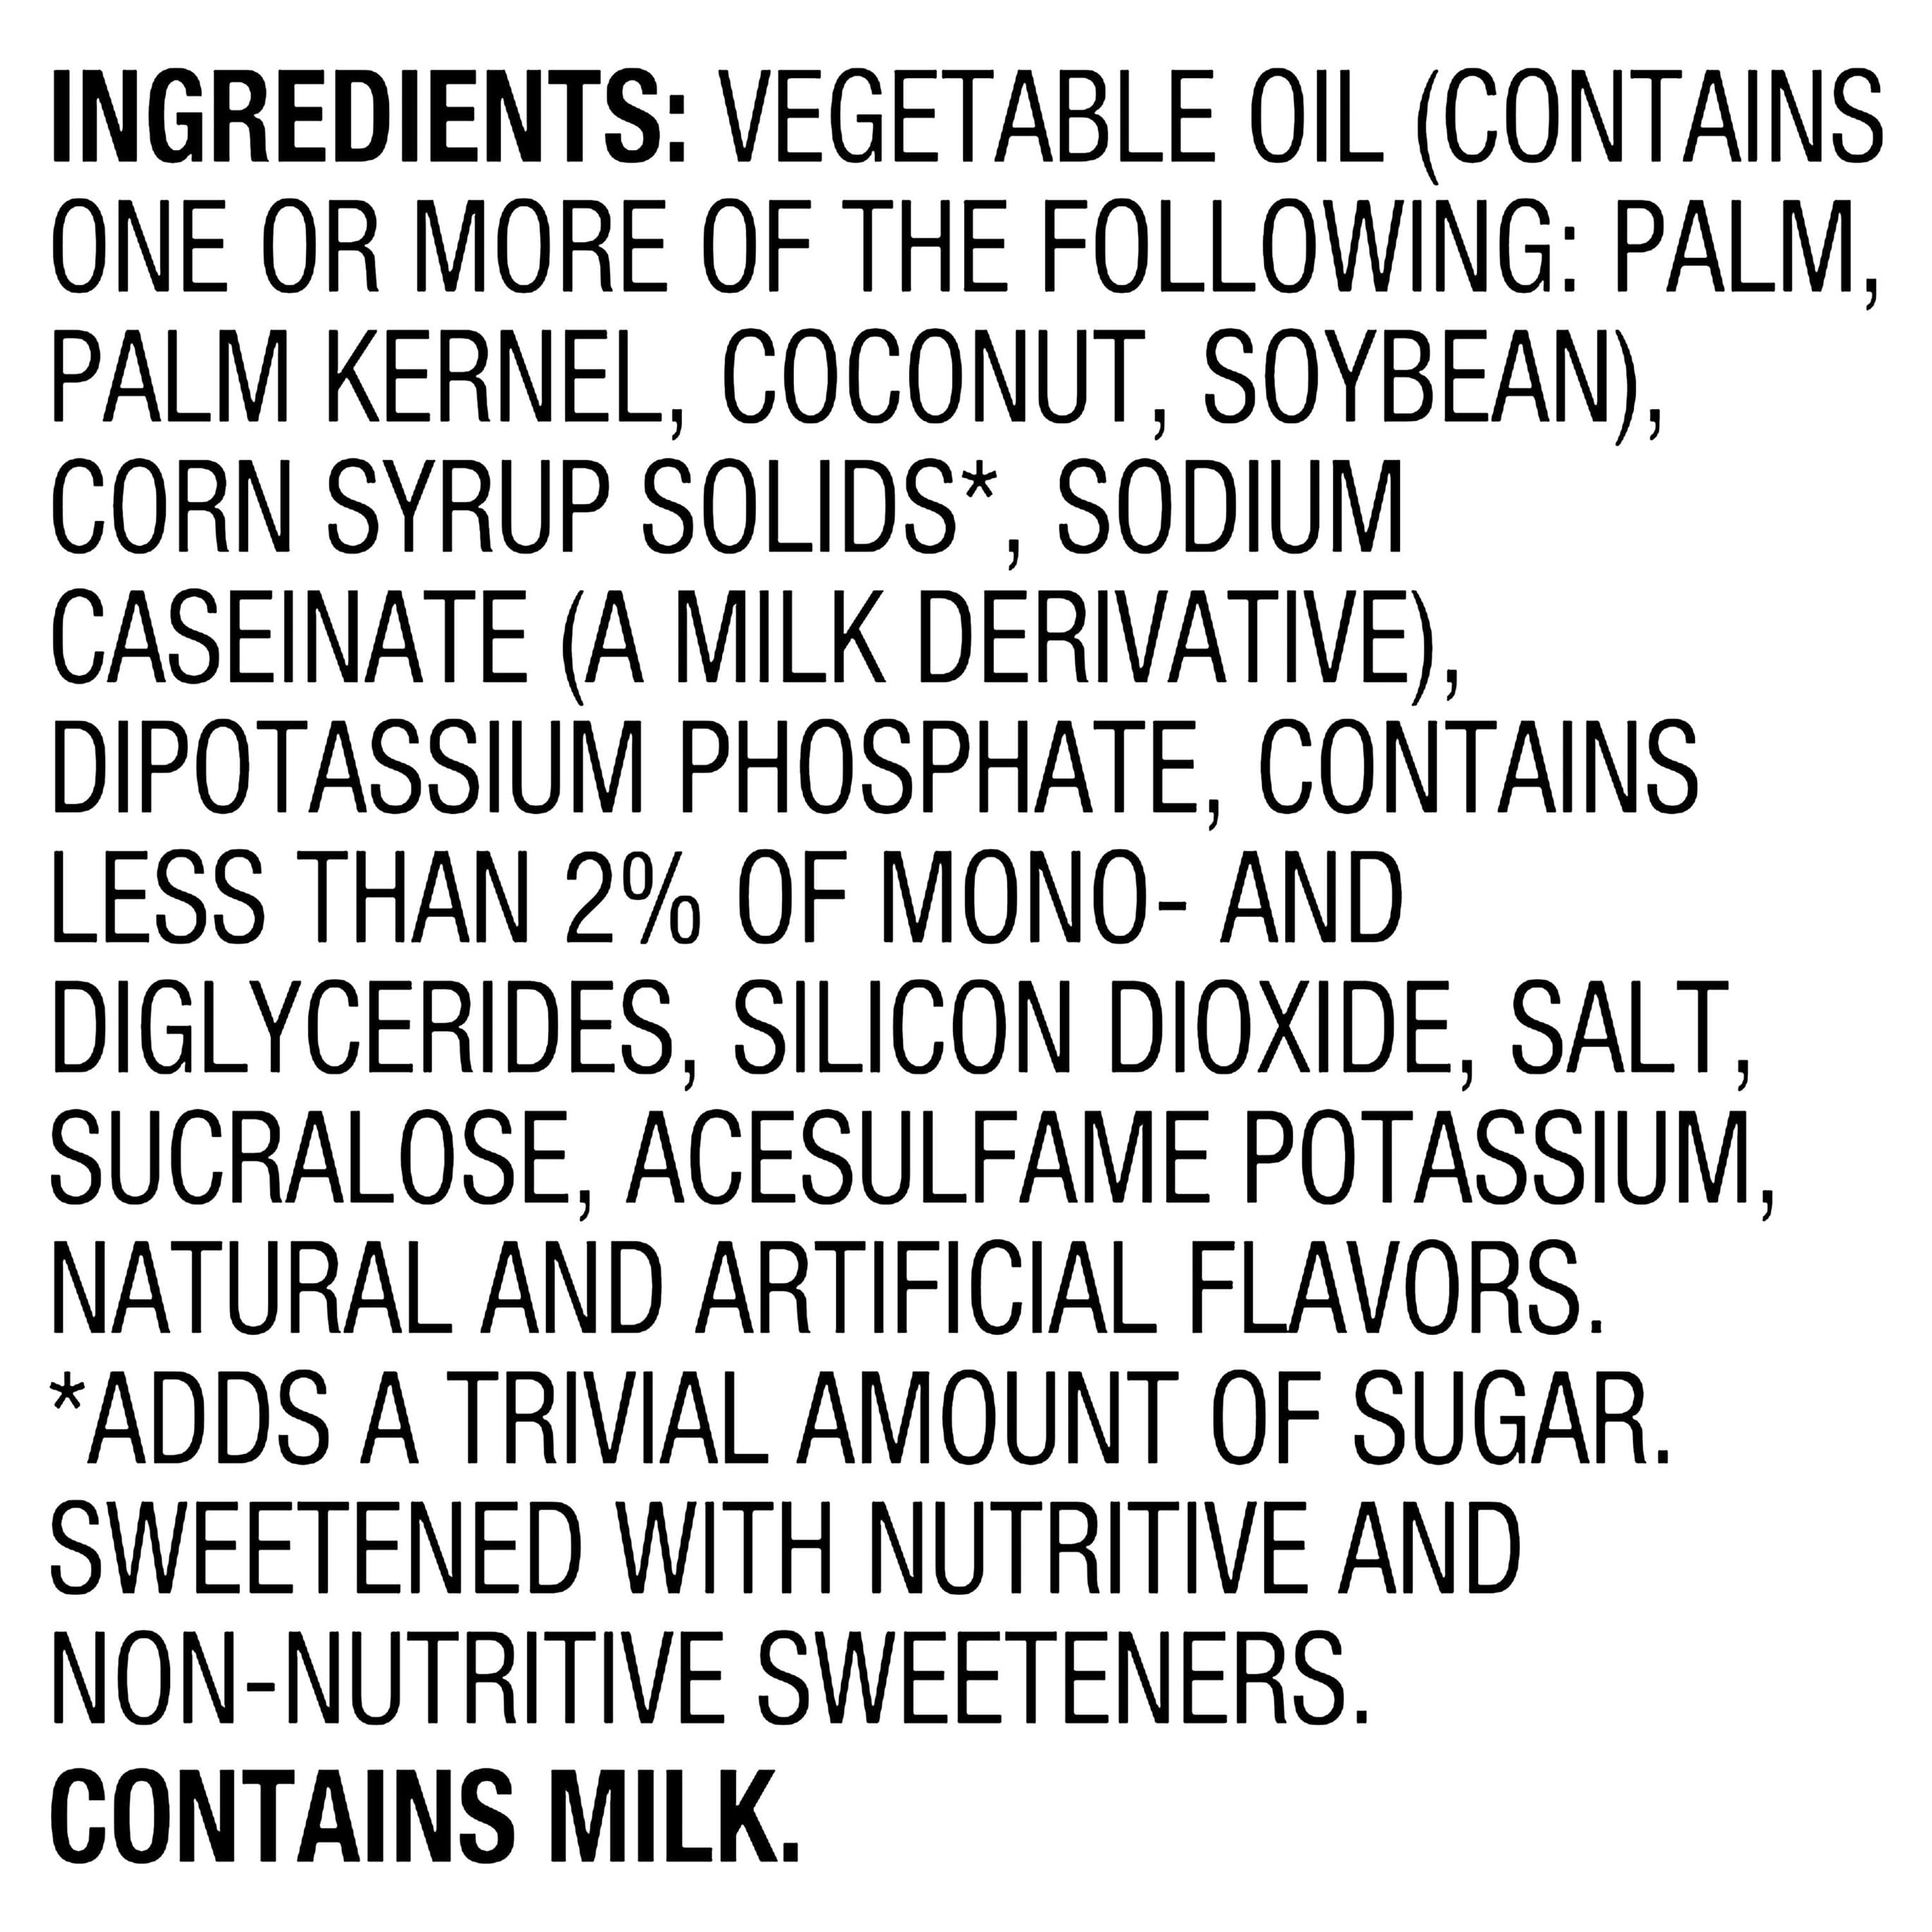 INGREDIENTS: VEGETABLE OIL (CONTAINS
ONE OR MORE OF THE FOLLOWING: PALM,
PALM KERNEL, COCONUT, SOYBEAN),
CORN SYRUP SOLIDS*, SODIUM
CASEINATE (A MILK DERIVATIVE),
DIPOTASSIUM PHOSPHATE, CONTAINS
LESS THAN 2% OF MONO- AND
DIGLYCERIDES, SILICON DIOXIDE, SALT,
SUCRALOSE, ACESULFAME POTASSIUM,
NATURAL AND ARTIFICIAL FLAVORS.
*ADDS A TRIVIAL AMOUNT OF SUGAR.
SWEETENED WITH NUTRITIVE AND
NON-NUTRITIVE SWEETENERS.
CONTAINS MILK.